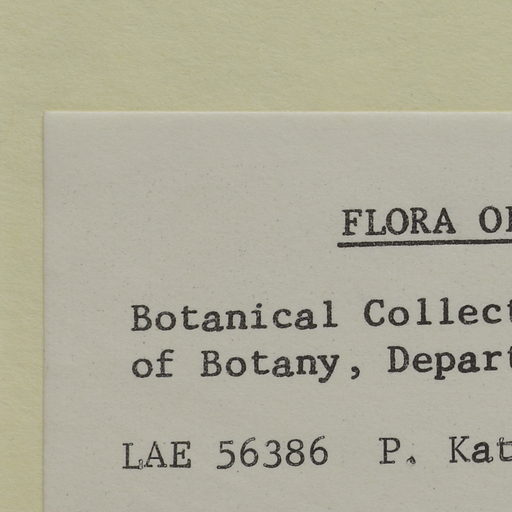 FLORA OF
Botanical Collect
of Botany, Depart
LAE 56386 P. Kat